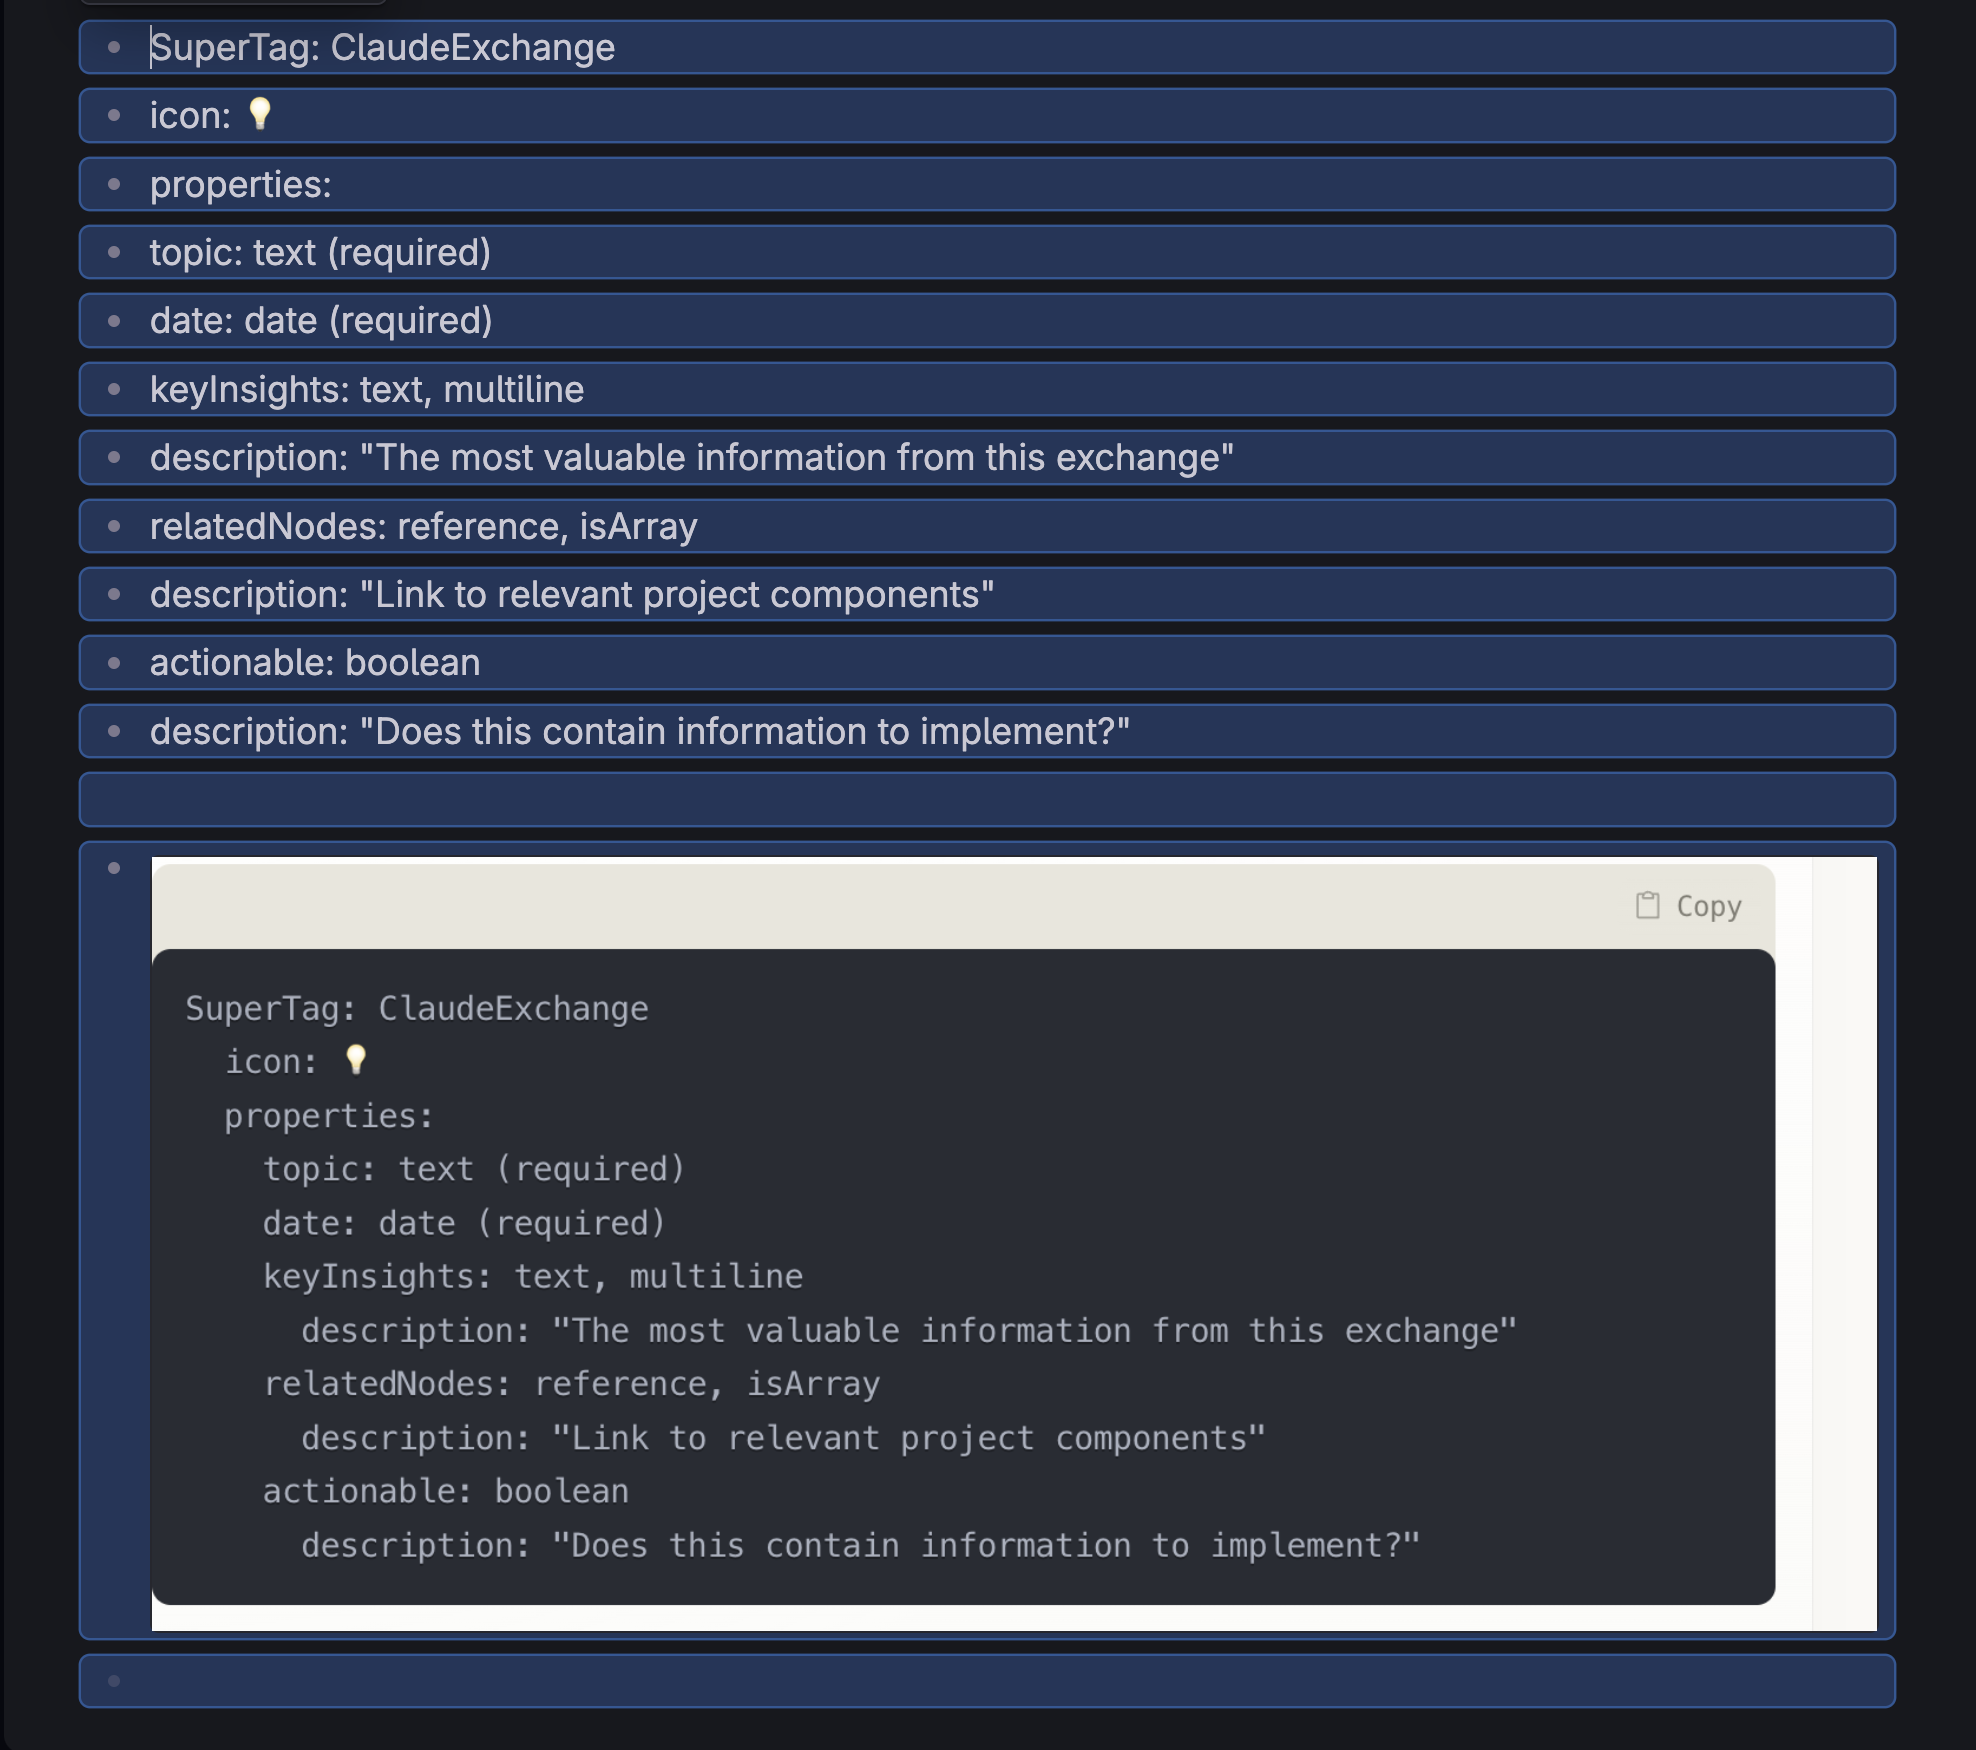 SuperTag: ClaudeExchange
icon: 💡
properties:
topic: text (required)
date: date (required)
keyInsights: text, multiline
description: "The most valuable information from this exchange"
relatedNodes: reference, isArray
description: "Link to relevant project components"
actionable: boolean
description: "Does this contain information to implement?"
Copy
SuperTag: ClaudeExchange
icon: 💡
properties:
topic: text (required)
date: date (required)
keyInsights: text, multiline
description: "The most valuable information from this exchange"
relatedNodes: reference, isArray
description: "Link to relevant project components"
actionable: boolean
description: "Does this contain information to implement?"